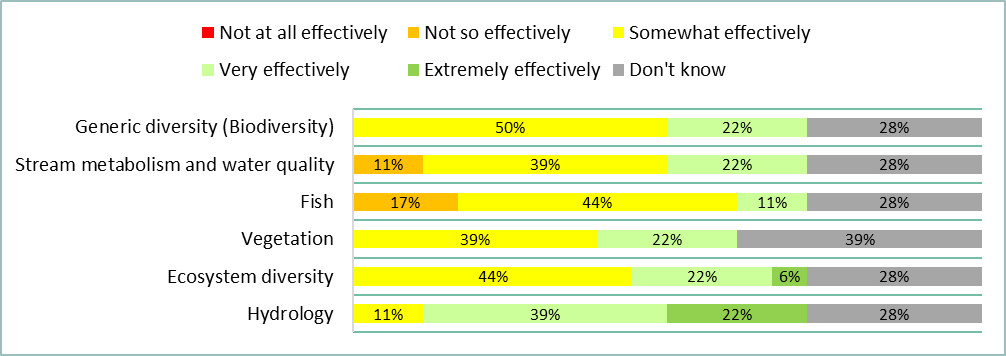 Not at all effectively Not so effectively Somewhat effectively
Very effectively Extremely effectively Don't know
Generic diversity (Biodiversity) 50% 22% 28%
Stream metabolism and water quality 11% 39% 22% 28%
Fish 17% 44% 11% 28%
Vegetation 39% 22% 39%
Ecosystem diversity 44% 22% 6% 28%
Hydrology 11% 39% 22% 28%